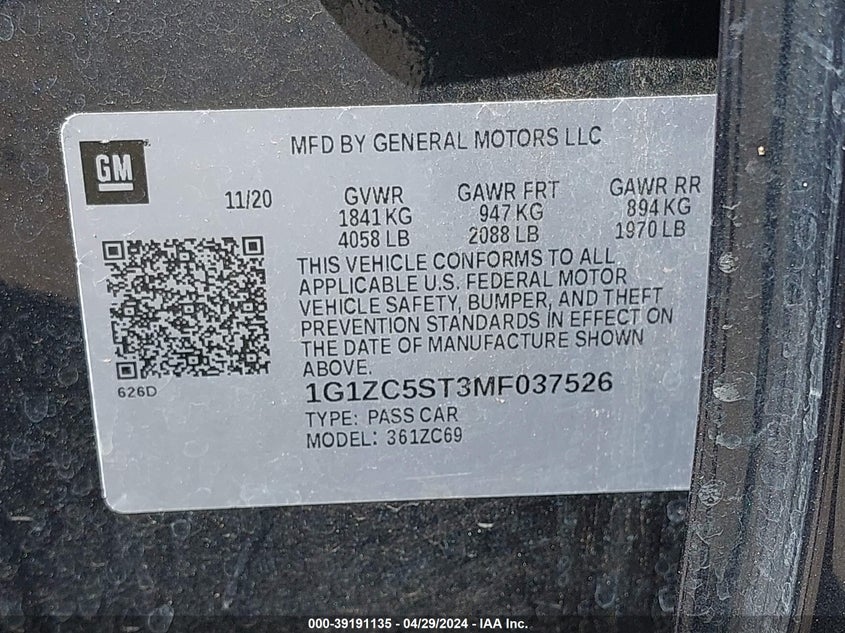 GM
MFD BY GENERAL MOTORS LLC
11/20
GVWR
1841 KG
4058 LB
GAWR FRT
947 KG
2088 LB
GAWR RR
894 KG
1970 LB
THIS VEHICLE CONFORMS TO ALL
APPLICABLE U.S. FEDERAL MOTOR
VEHICLE SAFETY, BUMPER, AND THEFT
PREVENTION STANDARDS IN EFFECT ON
THE DATE OF MANUFACTURE SHOWN
ABOVE.
626D
1G1ZC5ST3MF037526
TYPE: PASS CAR
MODEL: 361ZC69
000-39191135 - 04/29/2024 - IAA Inc.